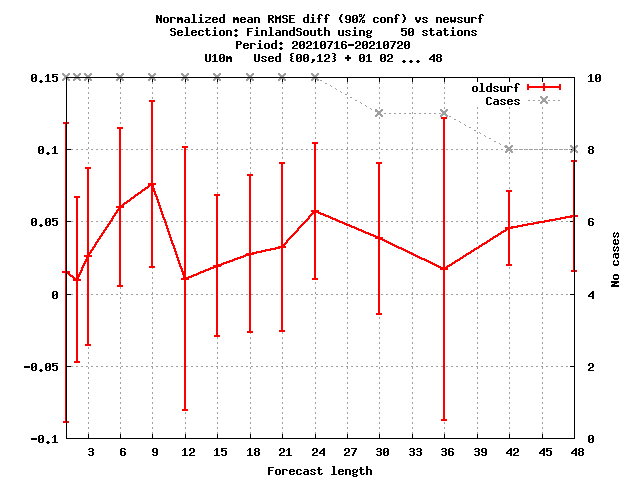 Normalized mean RMSE diff (90% conf) vs newsurf
Selection: FinlandSouth using    50 stations
Period: 20210716-20210720
U10m   Used {00,12} + 01 02 ... 48
oldsurf
Cases
0.15
0.1
0.05
0
-0.05
-0.1
10
8
6
4
2
0
No cases
3 6 9 12 15 18 21 24 27 30 33 36 39 42 45 48
Forecast length